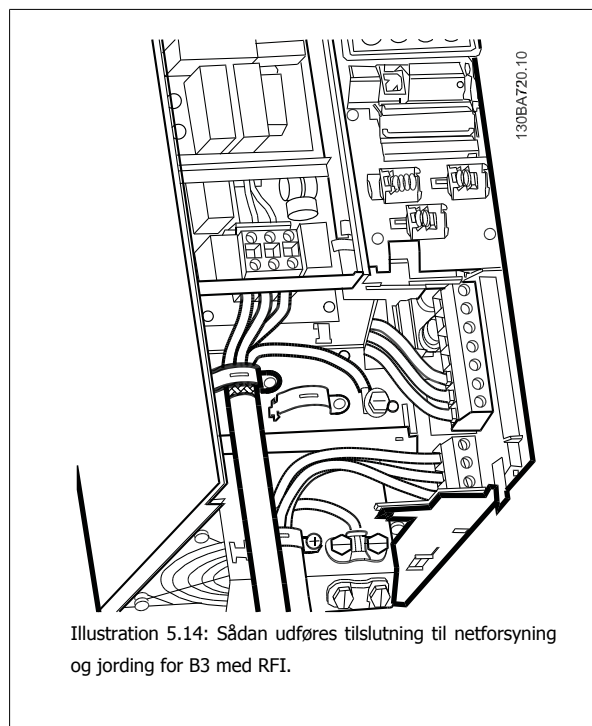 130BA720.10
Illustration 5.14: Sådan udføres tilslutning til netforsyning
og jording for B3 med RFI.